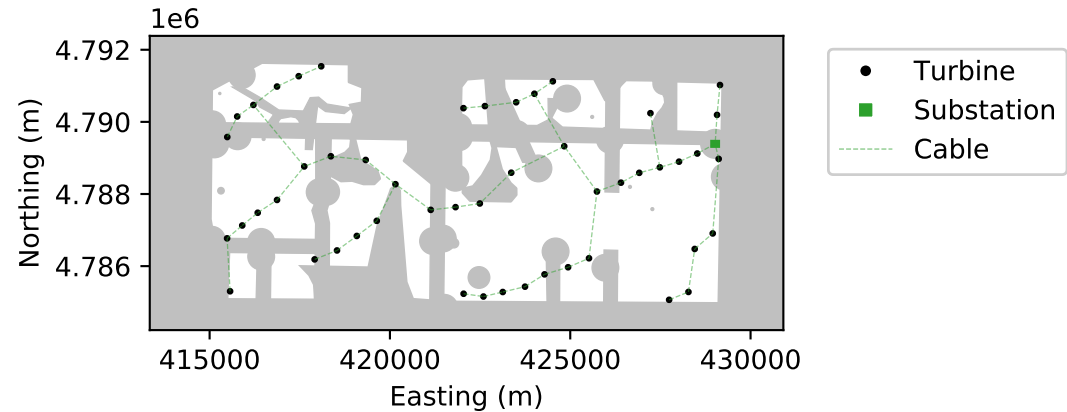 1e6
4.792
4.790
4.788
4.786
Northing (m)
415000 420000 425000 430000
Easting (m)
Turbine
Substation
Cable